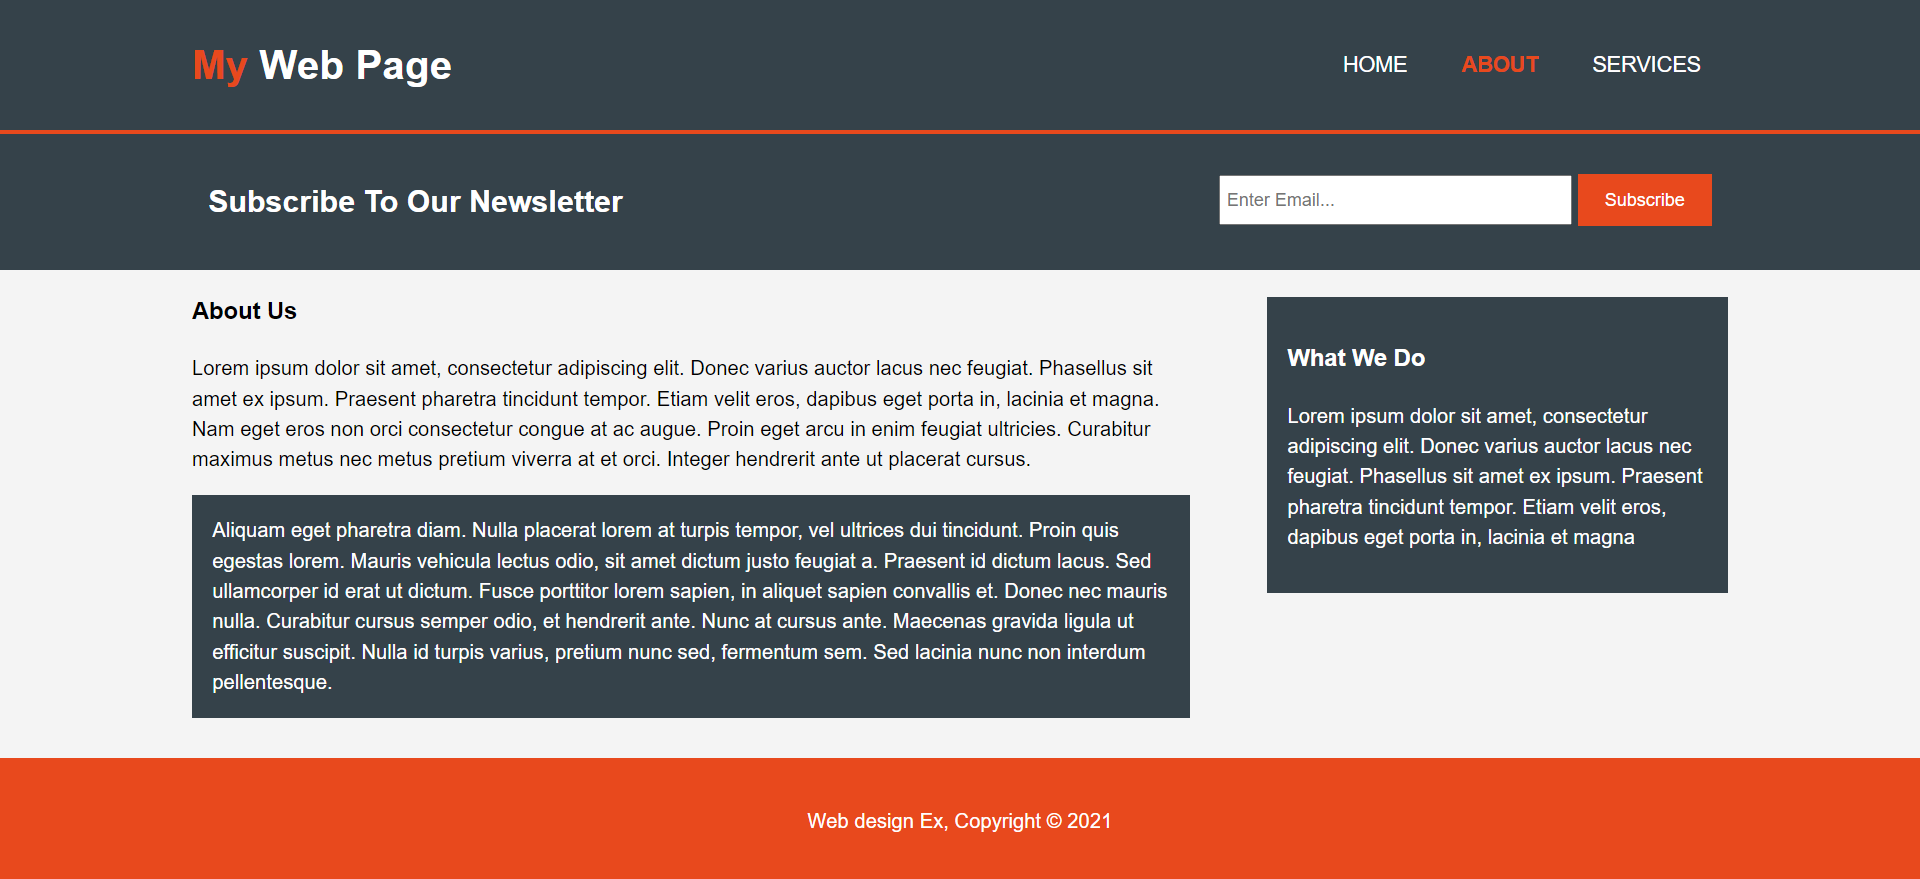 My Web Page
HOME ABOUT SERVICES
Subscribe To Our Newsletter
Enter Email...
Subscribe
About Us
Lorem ipsum dolor sit amet, consectetur adipiscing elit. Donec varius auctor lacus nec feugiat. Phasellus sit
amet ex ipsum. Praesent pharetra tincidunt tempor. Etiam velit eros, dapibus eget porta in, lacinia et magna.
Nam eget eros non orci consectetur congue at ac augue. Proin eget arcu in enim feugiat ultricies. Curabitur
maximus metus nec metus pretium viverra at et orci. Integer hendrerit ante ut placerat cursus.
Aliquam eget pharetra diam. Nulla placerat lorem at turpis tempor, vel ultrices dui tincidunt. Proin quis
egestas lorem. Mauris vehicula lectus odio, sit amet dictum justo feugiat a. Praesent id dictum lacus. Sed
ullamcorper id erat ut dictum. Fusce porttitor lorem sapien, in aliquet sapien convallis et. Donec nec mauris
nulla. Curabitur cursus semper odio, et hendrerit ante. Nunc at cursus ante. Maecenas gravida ligula ut
efficitur suscipit. Nulla id turpis varius, pretium nunc sed, fermentum sem. Sed lacinia nunc non interdum
pellentesque.
What We Do
Lorem ipsum dolor sit amet, consectetur
adipiscing elit. Donec varius auctor lacus nec
feugiat. Phasellus sit amet ex ipsum. Praesent
pharetra tincidunt tempor. Etiam velit eros,
dapibus eget porta in, lacinia et magna
Web design Ex, Copyright © 2021